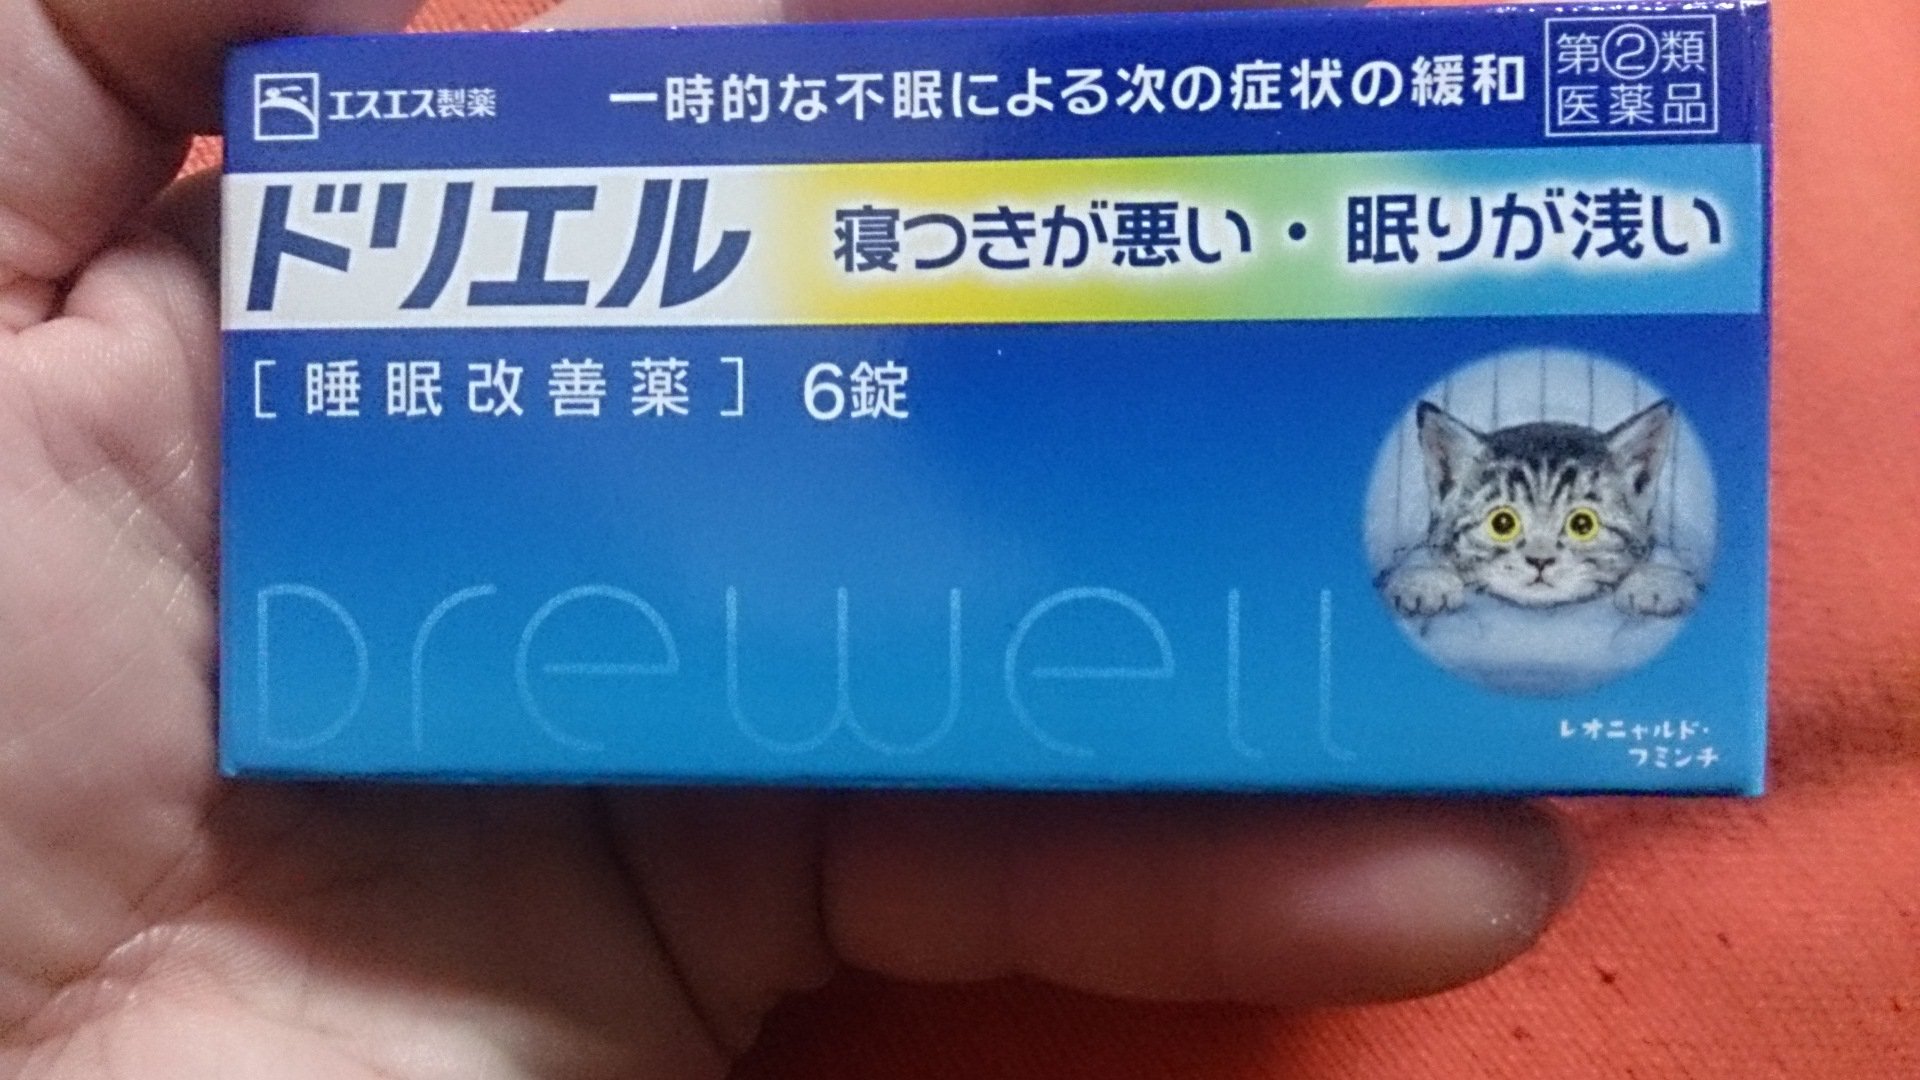 エスエス製薬
一時的な不眠による次の症状の緩和
第②類
医薬品
ドリエル
寝つきが悪い・眠りが浅い
［睡眠改善薬］ 6錠
Drewell
レオニャルド・
フミンチ